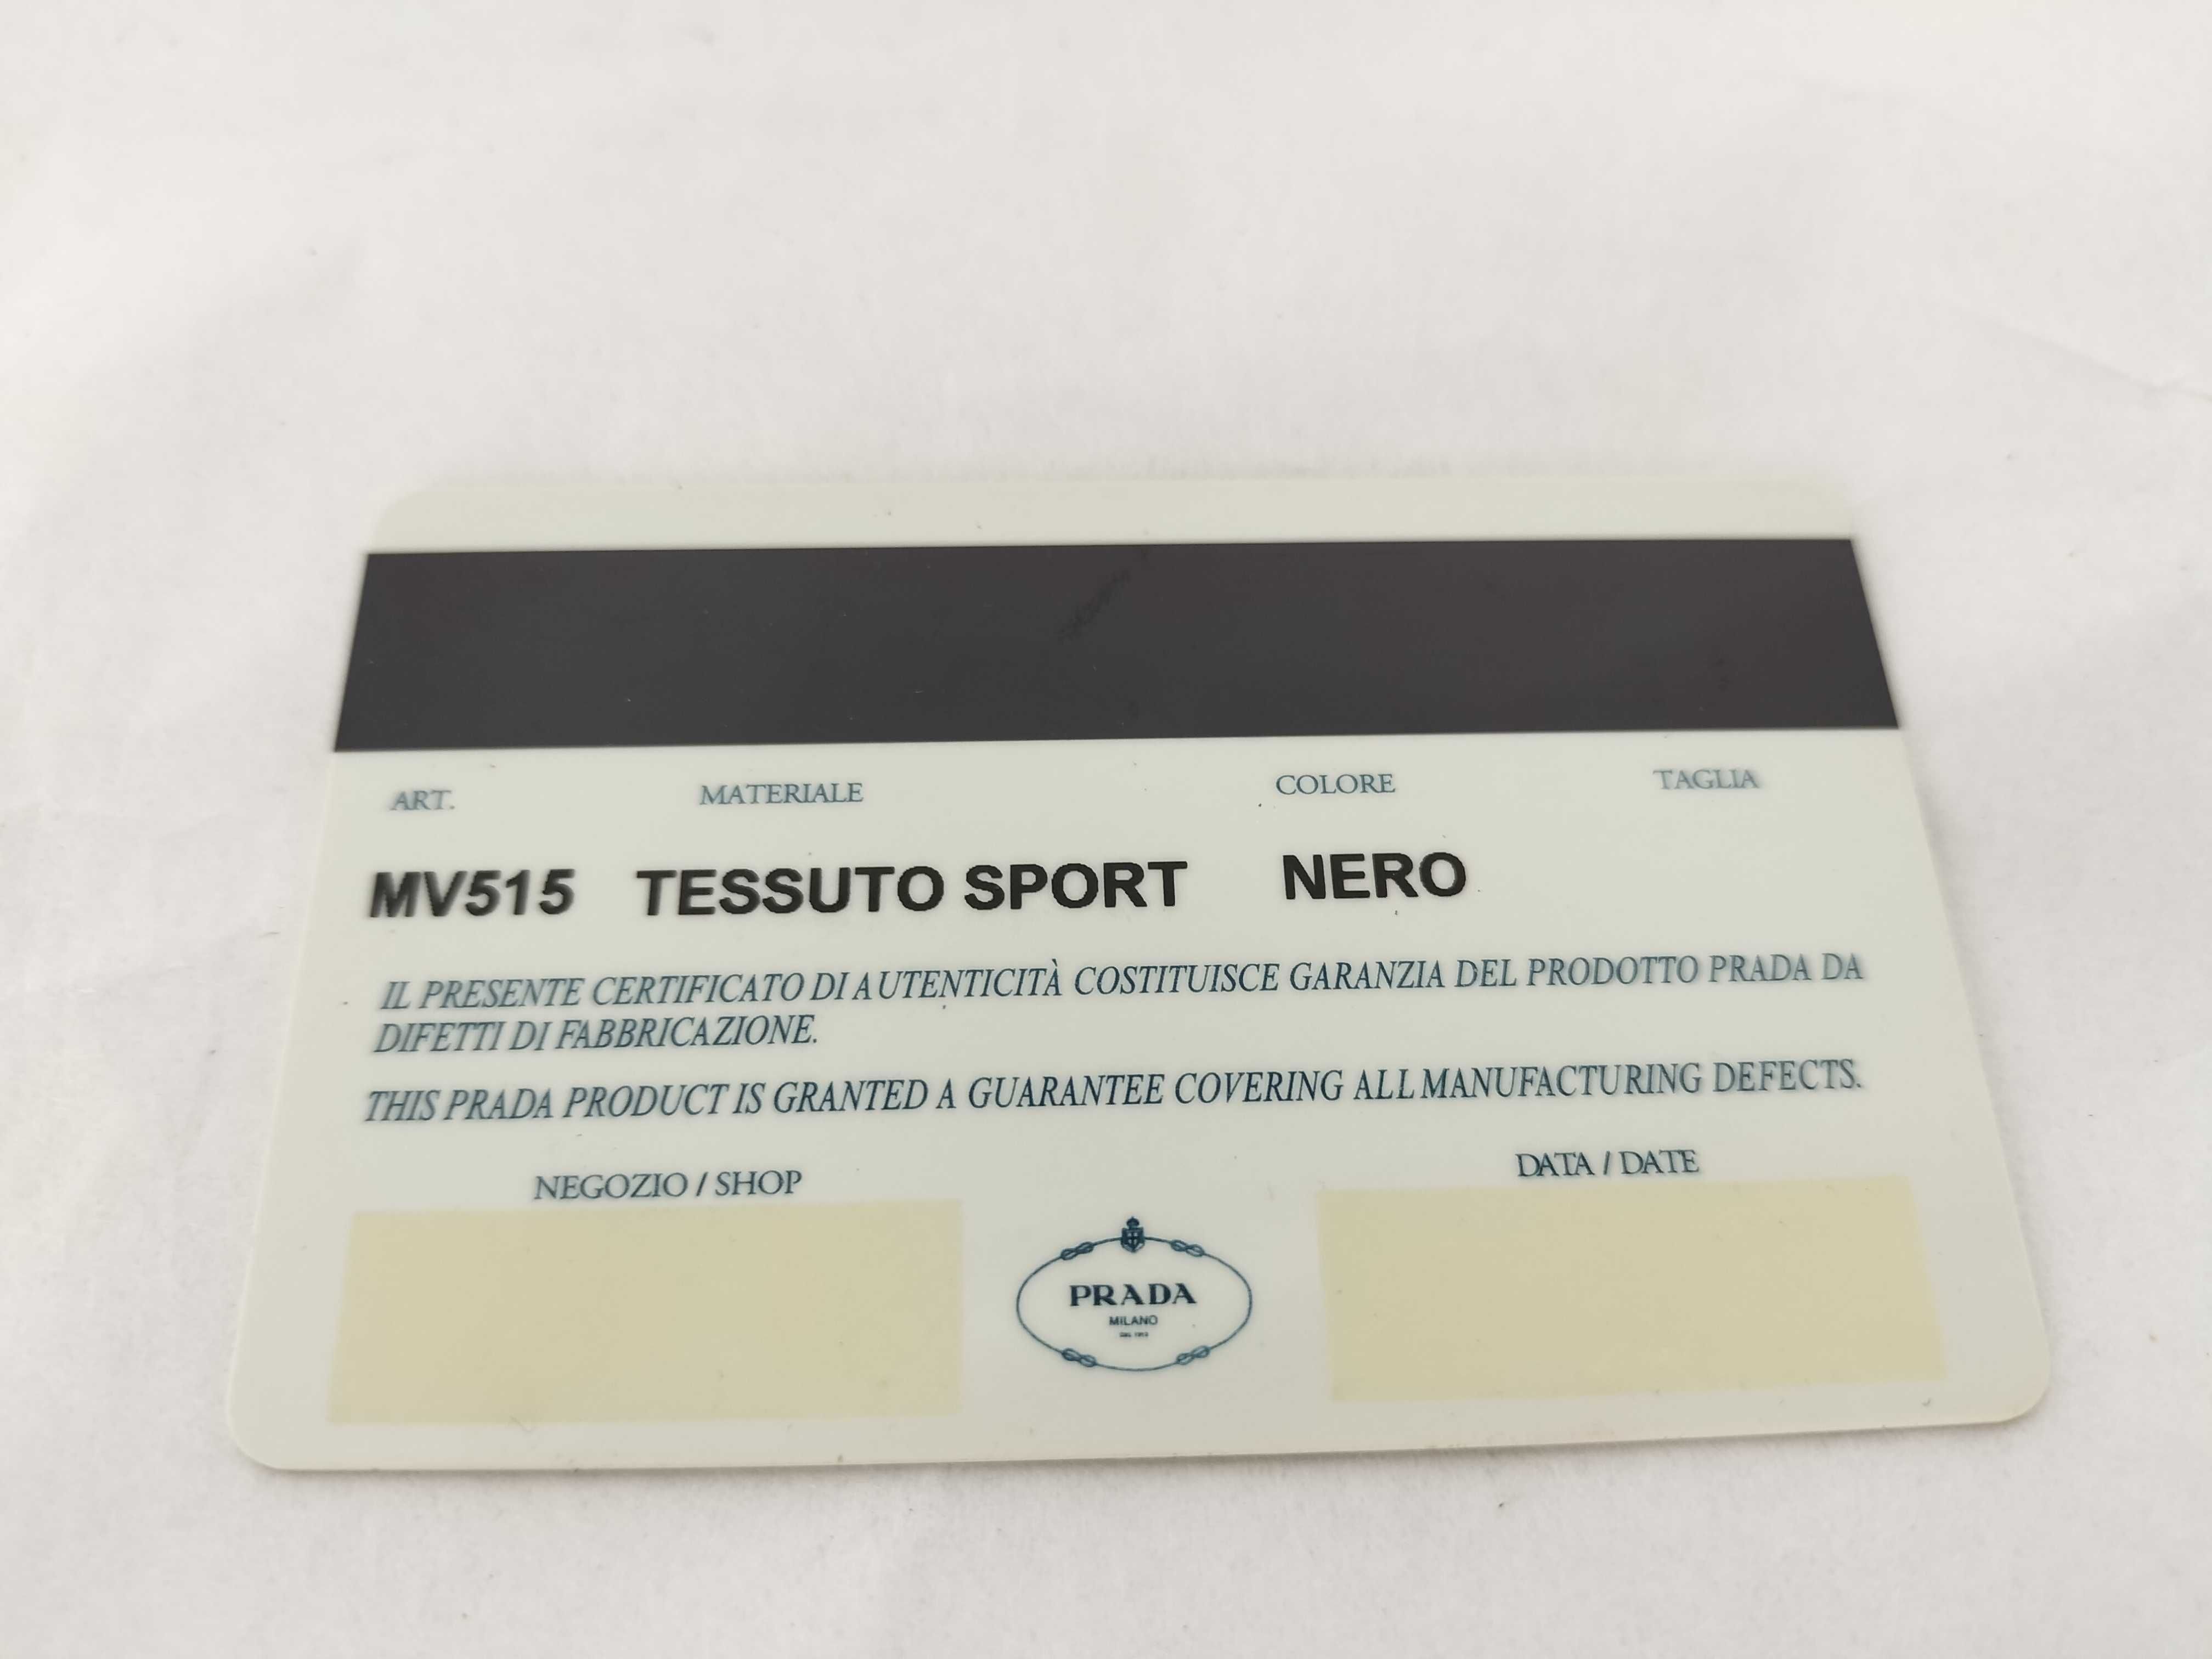 ART. MATERIALE COLORE TAGLIA
MV515 TESSUTO SPORT NERO
IL PRESENTE CERTIFICATO DI AUTENTICITÀ COSTITUISCE GARANZIA DEL PRODOTTO PRADA DA
DIFETTI DI FABBRICAZIONE.
THIS PRADA PRODUCT IS GRANTED A GUARANTEE COVERING ALL MANUFACTURING DEFECTS.
NEGOZIO / SHOP DATA / DATE
PRADA
MILANO
DAL 1913